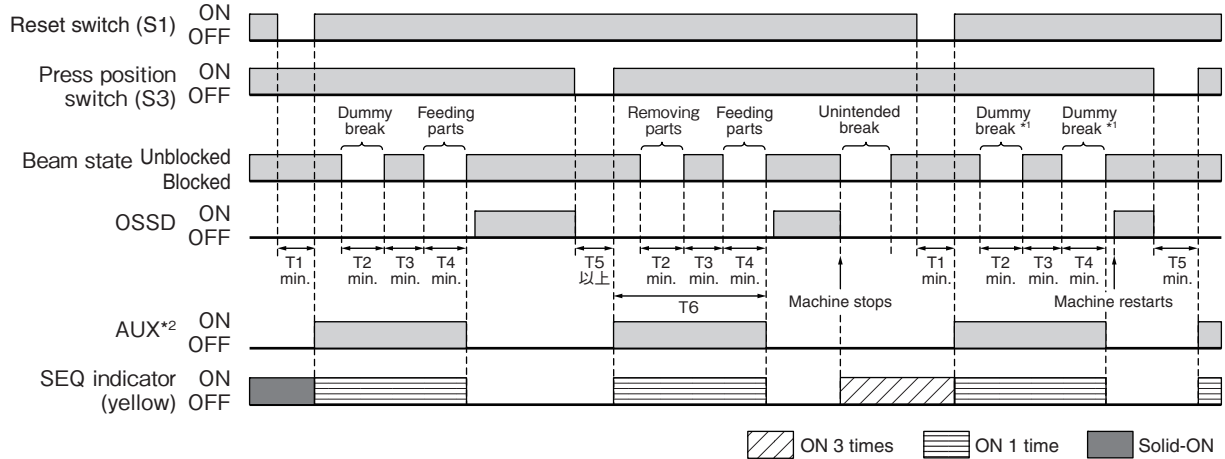 Reset switch (S1) ON
OFF
Press position switch (S3) ON
OFF
Dummy break
Feeding parts
Removing parts
Feeding parts
Unintended break
Dummy break *1
Dummy break *1
Beam state Unblocked
Blocked
OSSD ON
OFF
T1 min.
T2 min.
T3 min.
T4 min.
T5 以上
T2 min.
T3 min.
T4 min.
T1 min.
T2 min.
T3 min.
T4 min.
T5 min.
T6
Machine stops
Machine restarts
AUX*2 ON
OFF
SEQ indicator (yellow) ON
OFF
ON 3 times
ON 1 time
Solid-ON